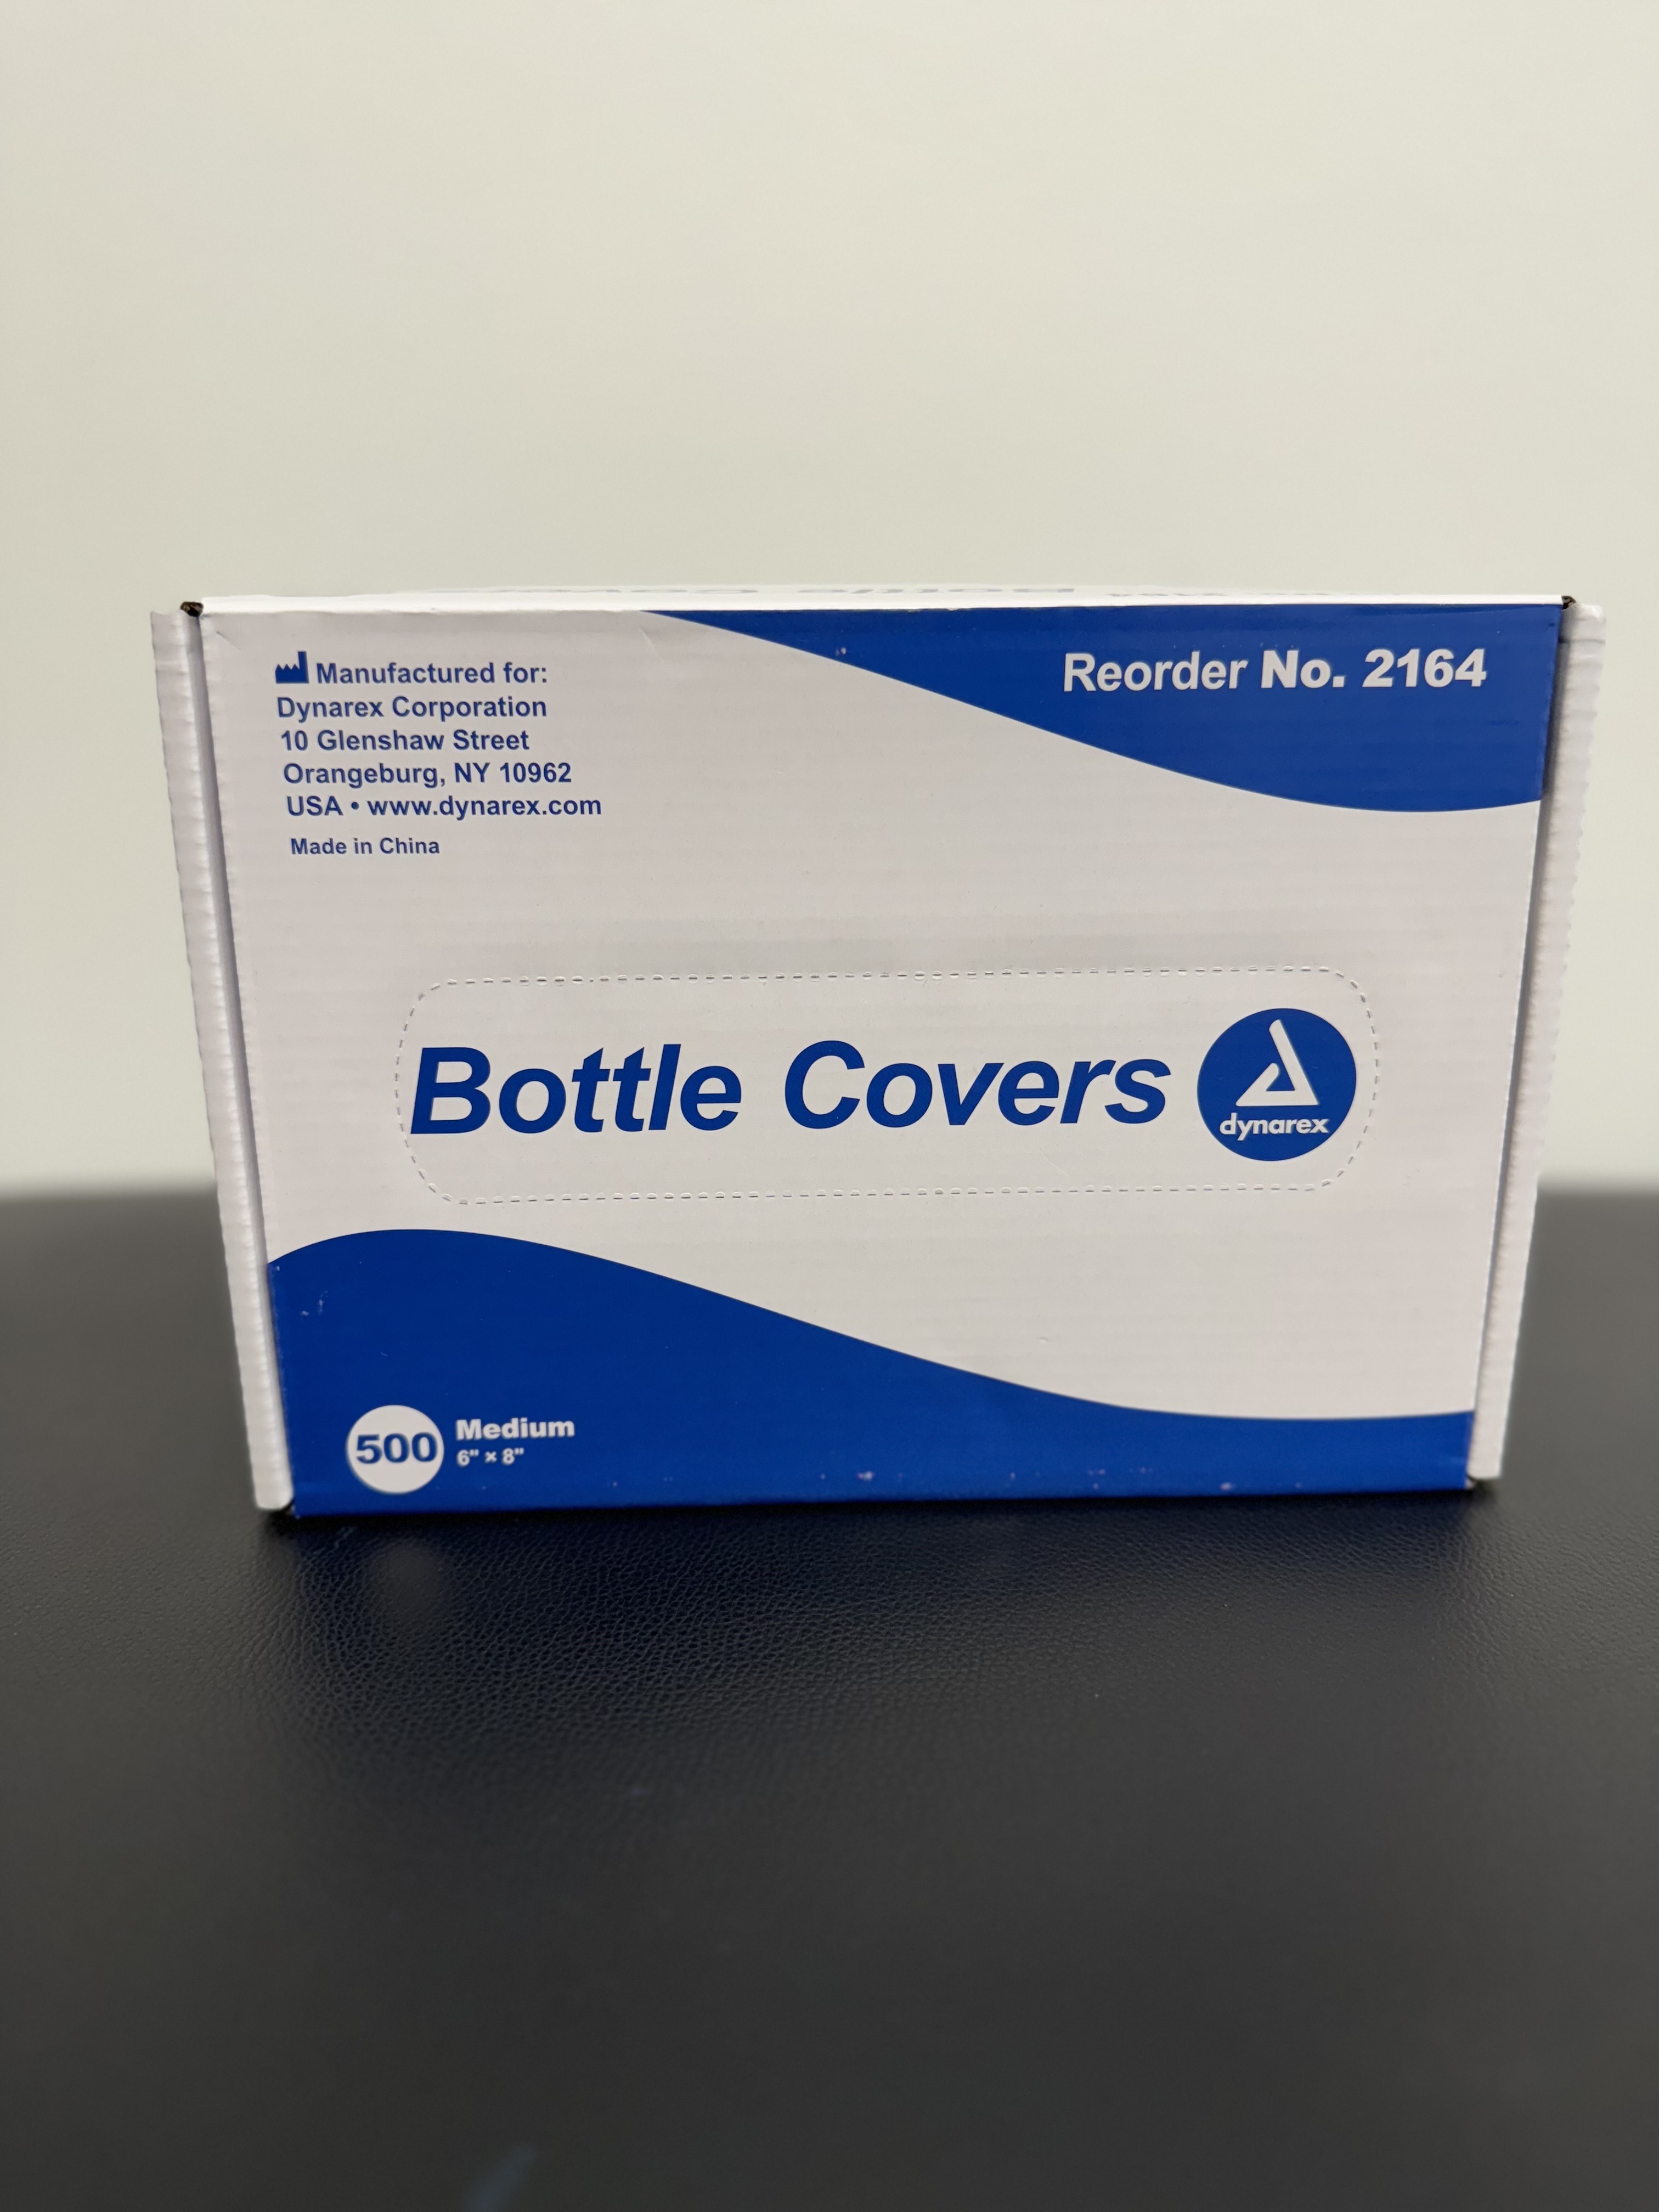 Manufactured for:
Dynarex Corporation
10 Glenshaw Street
Orangeburg, NY 10962
USA • www.dynarex.com
Made in China
Reorder No. 2164
Bottle Covers
dynarex
500
Medium
6" × 8"